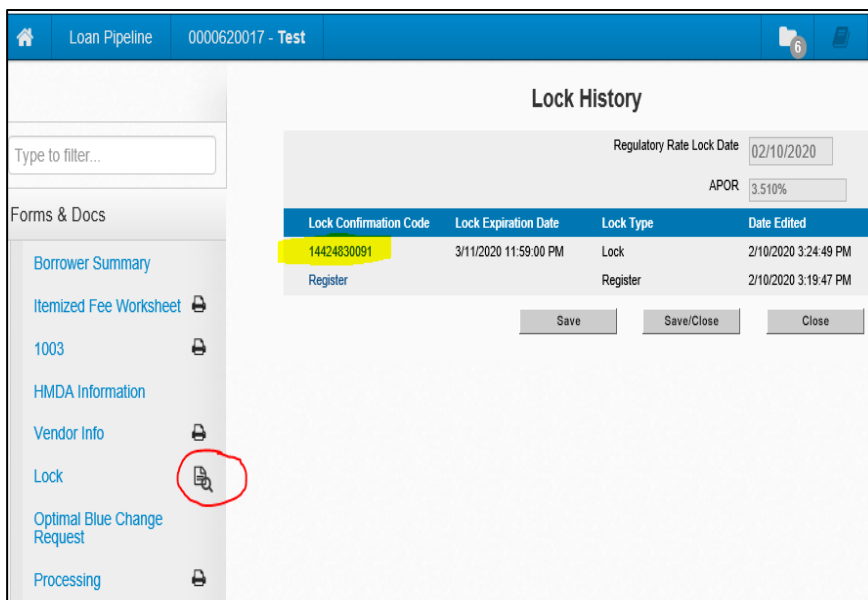 Loan Pipeline 0000620017 - Test 6
Lock History
Type to filter...
Regulatory Rate Lock Date 02/10/2020
APOR 3.510%
Forms & Docs
Lock Confirmation Code Lock Expiration Date Lock Type Date Edited
14424830091 3/11/2020 11:59:00 PM Lock 2/10/2020 3:24:49 PM
Register Register 2/10/2020 3:19:47 PM
Save Save/Close Close
Borrower Summary
Itemized Fee Worksheet
1003
HMDA Information
Vendor Info
Lock
Optimal Blue Change
Request
Processing